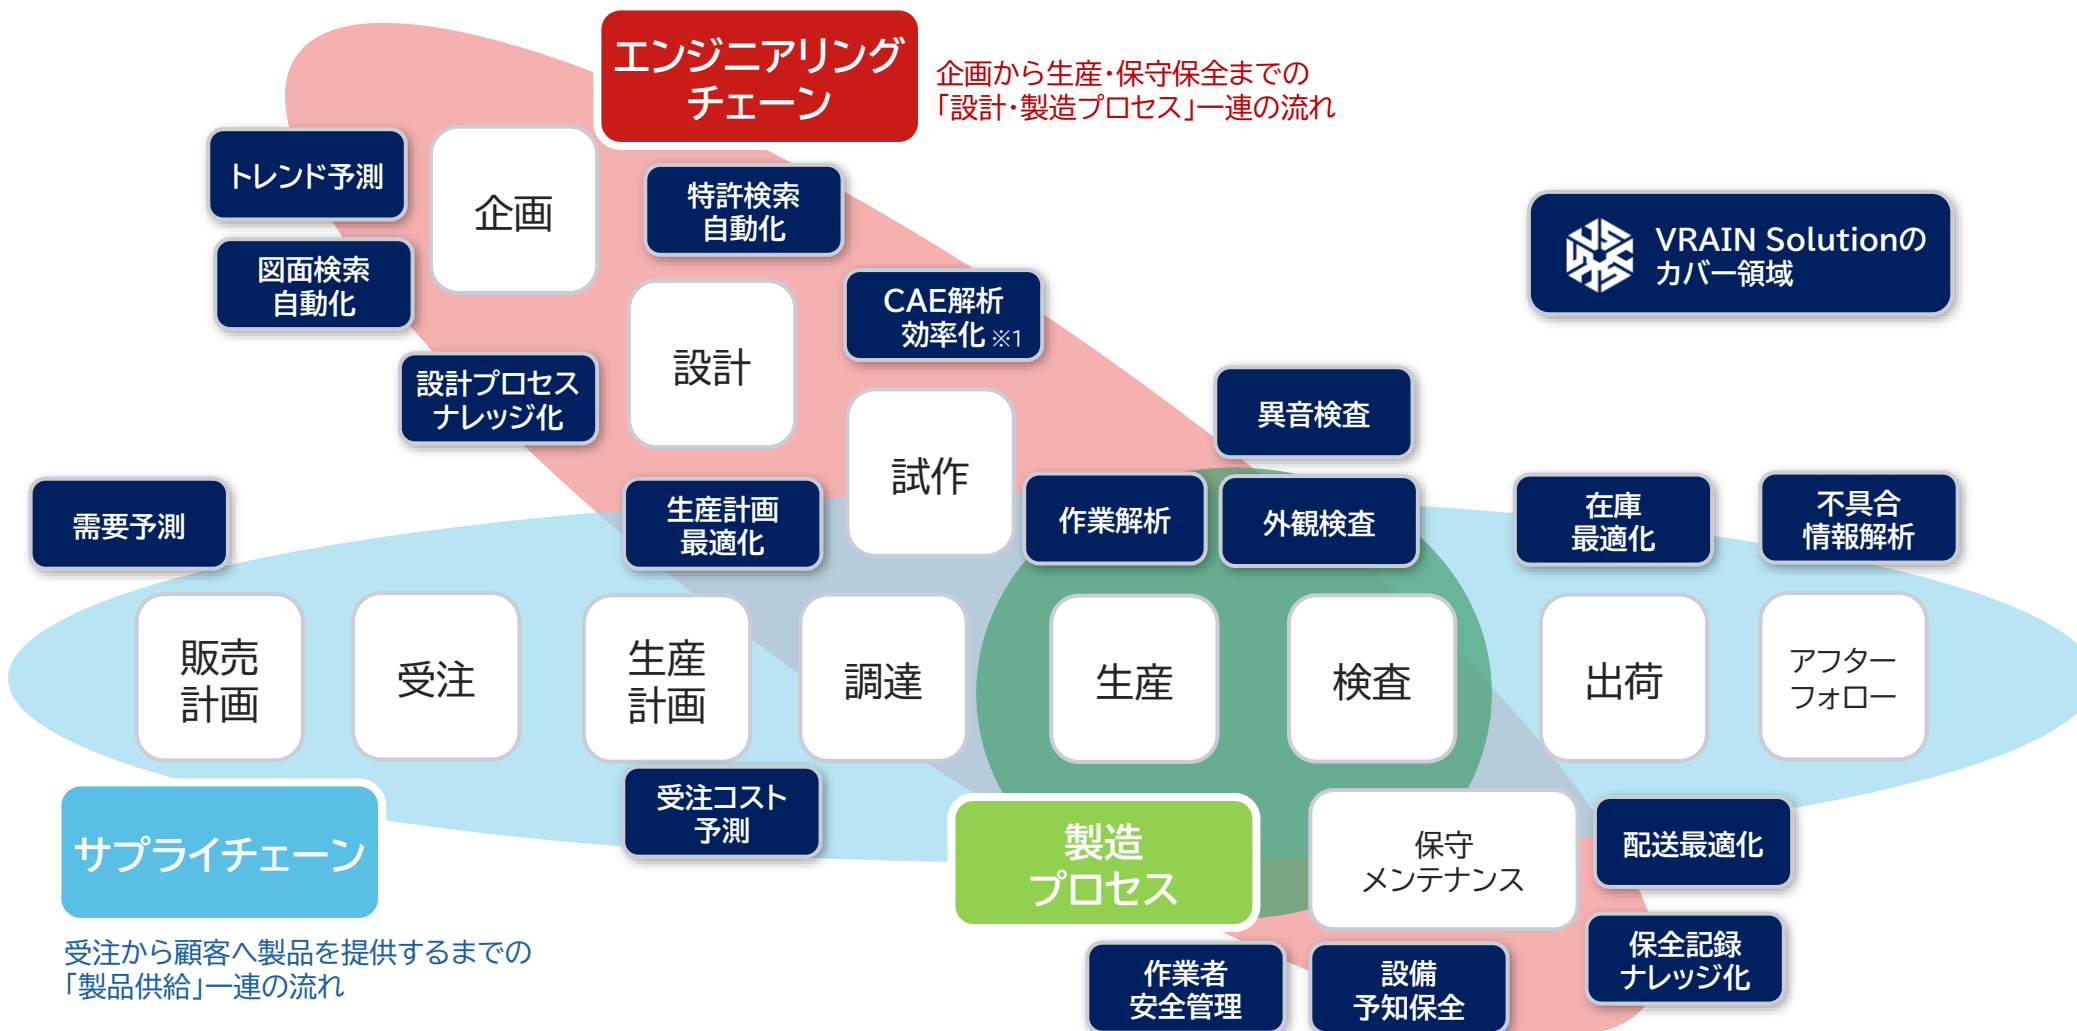 エンジニアリング
チェーン
企画から生産・保守保全までの
「設計・製造プロセス」一連の流れ
トレンド予測
企画
特許検索
自動化
VRAIN Solutionの
カバー領域
図面検索
自動化
設計
CAE解析
効率化 ※1
設計プロセス
ナレッジ化
異音検査
試作
需要予測
生産計画
最適化
作業解析
外観検査
在庫
最適化
不具合
情報解析
販売
計画
受注
生産
計画
調達
生産
検査
出荷
アフター
フォロー
サプライチェーン
受注コスト
予測
製造
プロセス
保守
メンテナンス
配送最適化
受注から顧客へ製品を提供するまでの
「製品供給」一連の流れ
作業者
安全管理
設備
予知保全
保全記録
ナレッジ化